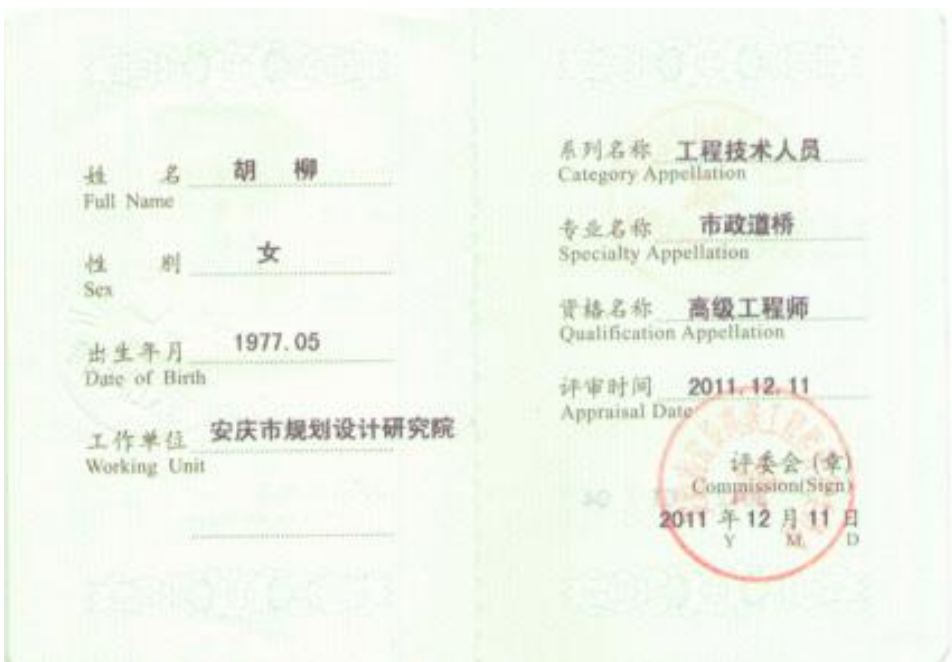 姓 名 胡 柳
Full Name
性 别 女
Sex
出生年月 1977.05
Date of Birth
工作单位 安庆市规划设计研究院
Working Unit
系列名称 工程技术人员
Category Appellation
专业名称 市政道桥
Specialty Appellation
资格名称 高级工程师
Qualification Appellation
评审时间 2011.12.11
Appraisal Date
评委会(章)
Commission(Sign)
2011 年 12 月 11 日
Y M. D